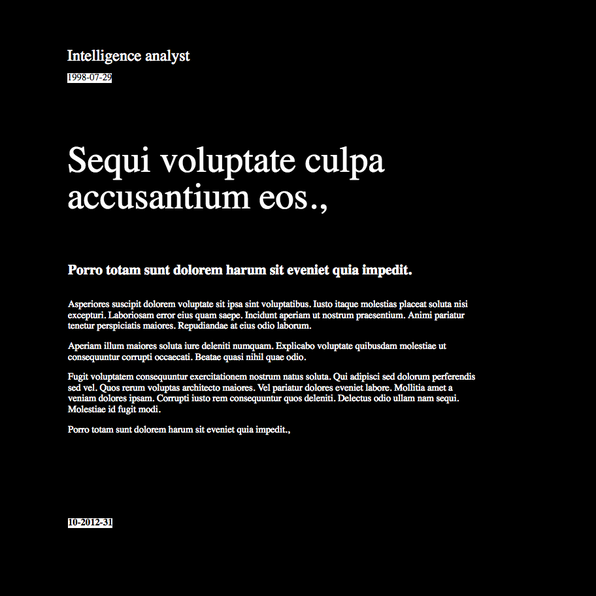 Intelligence analyst
1998-07-29
Sequi voluptate culpa
accusantium eos.,
Porro totam sunt dolorem harum sit eveniet quia impedit.
Asperiores suscipit dolorem voluptate sit ipsa sint voluptatibus. Iusto itaque molestias placeat soluta nisi
excepturi. Laboriosam error eius quam saepe. Incidunt aperiam ut nostrum praesentium. Animi pariatur
tenetur perspiciatis maiores. Repudiandae at eius odio laborum.
Aperiam illum maiores soluta iure deleniti numquam. Explicabo voluptate quibusdam molestiae ut
consequuntur corrupti occaecati. Beatae quasi nihil quae odio.
Fugit voluptatem consequuntur exercitationem nostrum natus soluta. Qui adipisci sed dolorum perferendis
sed vel. Quos rerum voluptas architecto maiores. Vel pariatur dolores eveniet labore. Mollitia amet a
veniam dolores ipsam. Corrupti iusto rem consequuntur quos deleniti. Delectus odio ullam nam sequi.
Molestiae id fugit modi.
Porro totam sunt dolorem harum sit eveniet quia impedit.,
10-2012-31